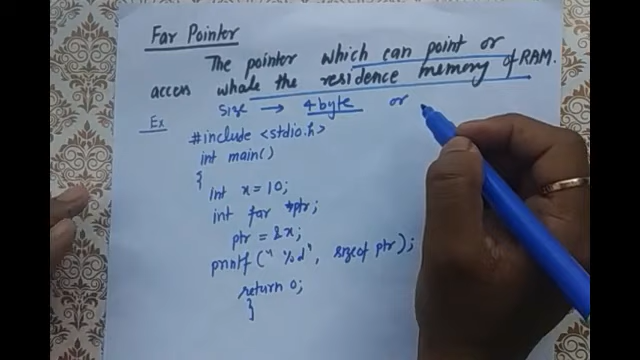 Far Pointer
The pointer which can point or
access whole the residence memory of RAM.
size → 4 byte or
Ex
#include <stdio.h>
int main()
{
int x = 10;
int far *ptr;
ptr = &x;
printf (" %d", sizeof ptr);
return 0;
}